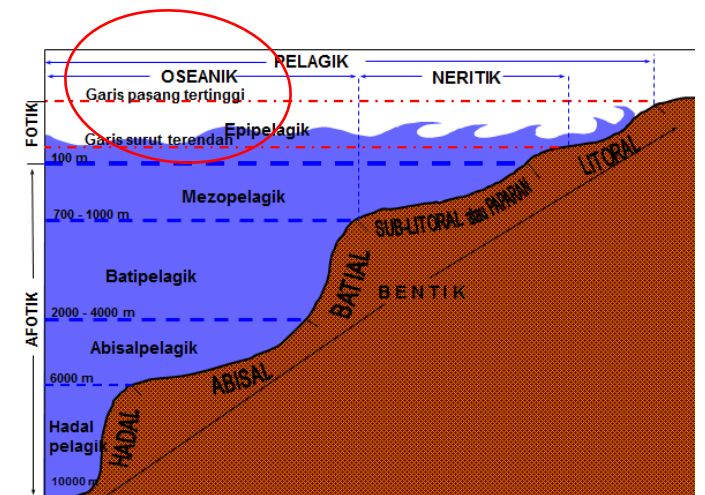 PELAGIK
OSEANIK
NERITIK
Garis pasang tertinggi
FOTIK
Epipelagik
Garis surut terendah
100 m
LITORAL
Mezopelagik
700 - 1000 m
SUB-LITORAL atau PAPARAN
BATIAL
Batipelagik
BENTIK
2000 - 4000 m
AFOTIK
Abisalpelagik
ABISAL
6000 m
HADAL
Hadal
pelagik
10000 m